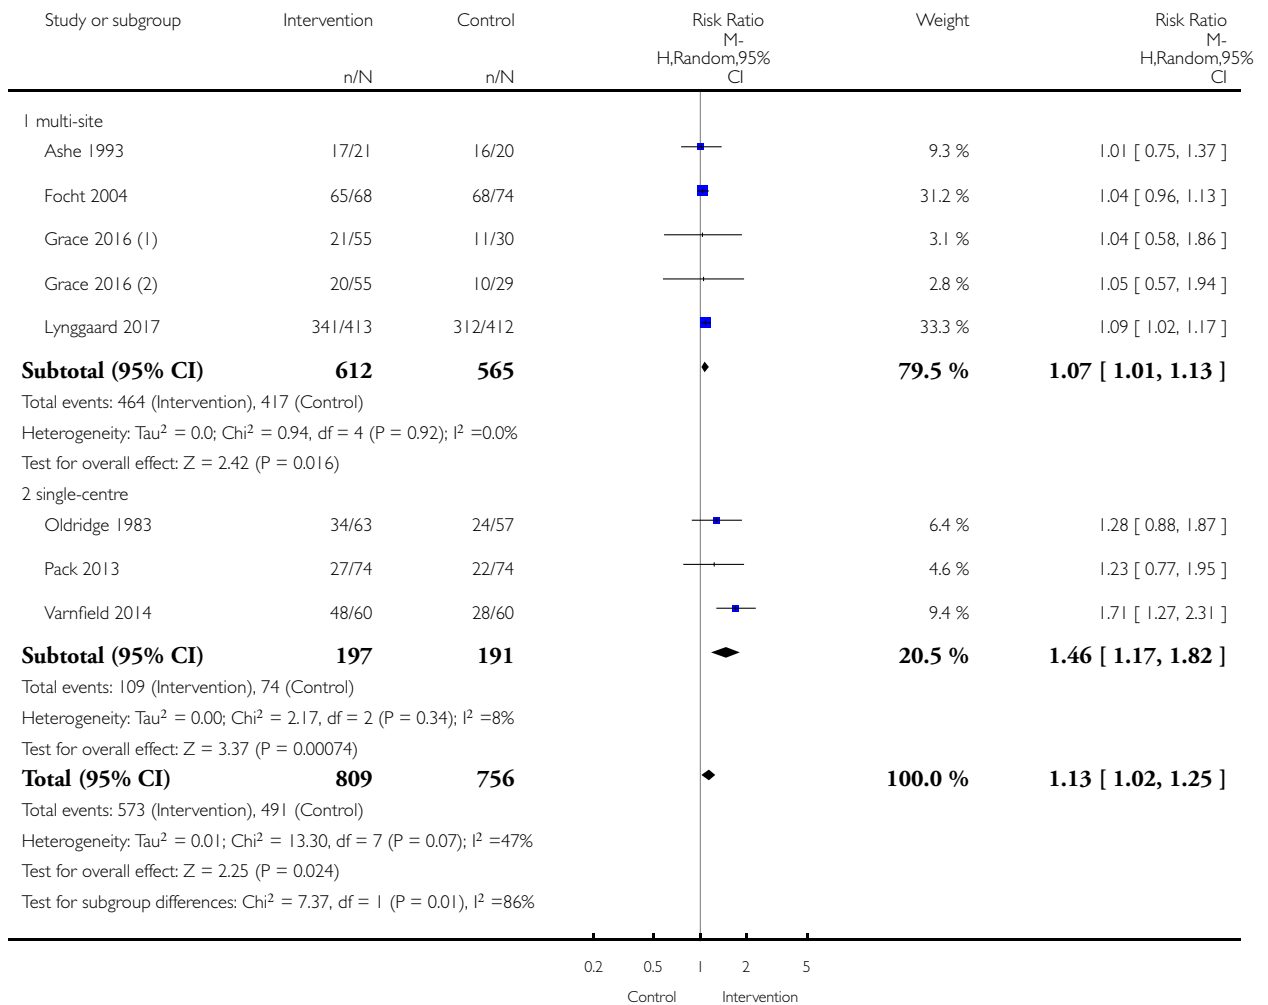 Study or subgroup Intervention Control Risk Ratio Weight Risk Ratio
M- M-
H,Random,95% H,Random,95%
n/N n/N CI CI
1 multi-site
Ashe 1993 17/21 16/20 9.3 % 1.01 [ 0.75, 1.37 ]
Focht 2004 65/68 68/74 31.2 % 1.04 [ 0.96, 1.13 ]
Grace 2016 (1) 21/55 11/30 3.1 % 1.04 [ 0.58, 1.86 ]
Grace 2016 (2) 20/55 10/29 2.8 % 1.05 [ 0.57, 1.94 ]
Lynggaard 2017 341/413 312/412 33.3 % 1.09 [ 1.02, 1.17 ]
Subtotal (95% CI) 612 565 79.5 % 1.07 [ 1.01, 1.13 ]
Total events: 464 (Intervention), 417 (Control)
Heterogeneity: Tau² = 0.0; Chi² = 0.94, df = 4 (P = 0.92); I² =0.0%
Test for overall effect: Z = 2.42 (P = 0.016)
2 single-centre
Oldridge 1983 34/63 24/57 6.4 % 1.28 [ 0.88, 1.87 ]
Pack 2013 27/74 22/74 4.6 % 1.23 [ 0.77, 1.95 ]
Varnfield 2014 48/60 28/60 9.4 % 1.71 [ 1.27, 2.31 ]
Subtotal (95% CI) 197 191 20.5 % 1.46 [ 1.17, 1.82 ]
Total events: 109 (Intervention), 74 (Control)
Heterogeneity: Tau² = 0.00; Chi² = 2.17, df = 2 (P = 0.34); I² =8%
Test for overall effect: Z = 3.37 (P = 0.00074)
Total (95% CI) 809 756 100.0 % 1.13 [ 1.02, 1.25 ]
Total events: 573 (Intervention), 491 (Control)
Heterogeneity: Tau² = 0.01; Chi² = 13.30, df = 7 (P = 0.07); I² =47%
Test for overall effect: Z = 2.25 (P = 0.024)
Test for subgroup differences: Chi² = 7.37, df = 1 (P = 0.01), I² =86%
0.2 0.5 1 2 5
Control Intervention